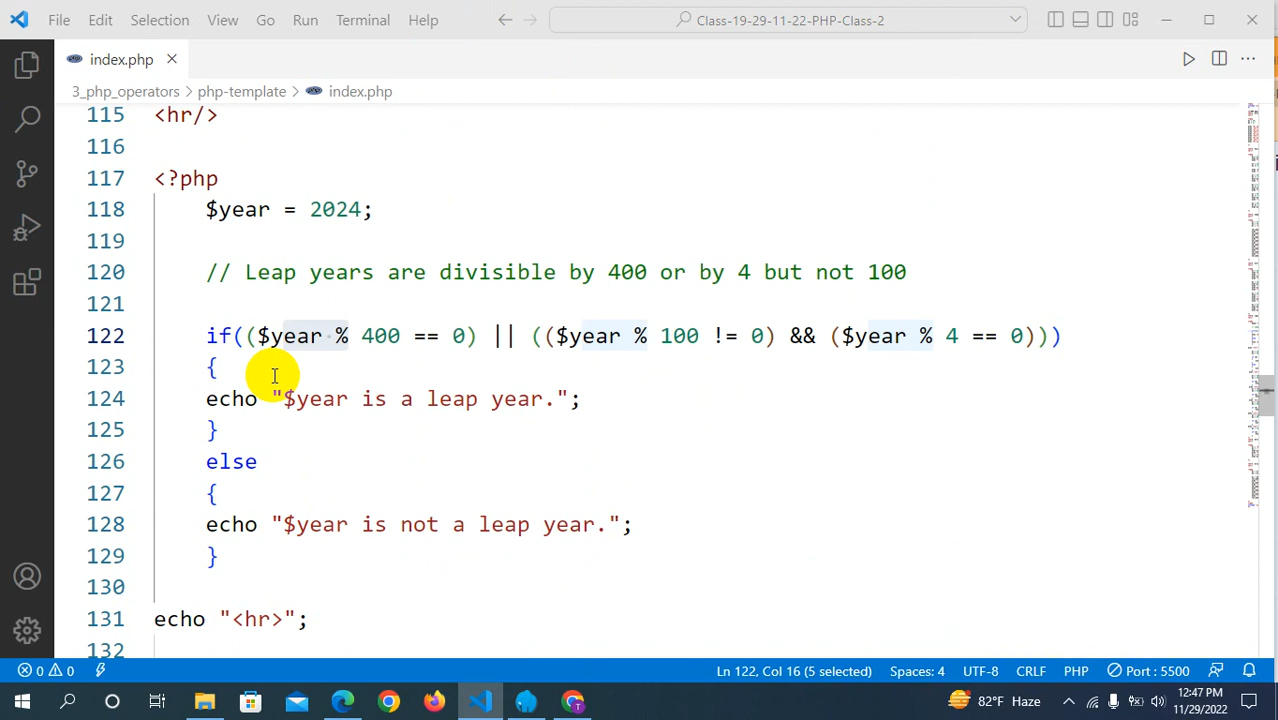 File Edit Selection View Go Run Terminal Help Class-19-29-11-22-PHP-Class-2
index.php
3_php_operators > php-template > index.php
115 <hr/>
116
117 <?php
118 $year = 2024;
119
120 // Leap years are divisible by 400 or by 4 but not 100
121
122 if(($year % 400 == 0) || (($year % 100 != 0) && ($year % 4 == 0)))
123 {
124 echo "$year is a leap year.";
125 }
126 else
127 {
128 echo "$year is not a leap year.";
129 }
130
131 echo "<hr>";
132
0 0 Ln 122, Col 16 (5 selected) Spaces: 4 UTF-8 CRLF PHP Port : 5500
T 82°F Haze 12:47 PM
11/29/2022